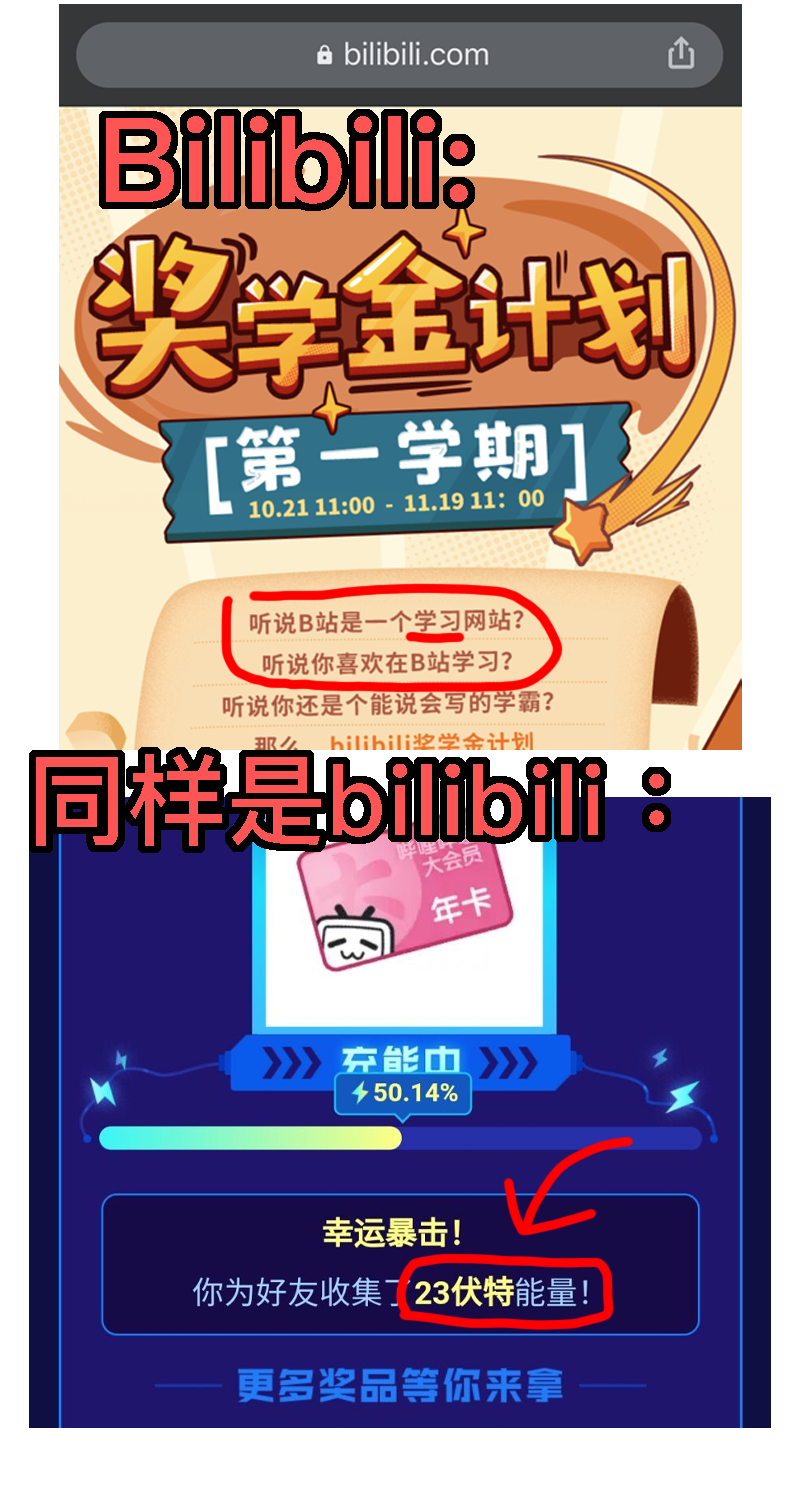 bilibili.com
Bilibili:
奖学金计划
[第一学期]
10.21 11:00 - 11.19 11：00
听说B站是一个学习网站？
听说你喜欢在B站学习？
听说你还是个能说会写的学霸？
那么，bilibili奖学金计划
同样是bilibili：
大会员
年卡
充能中
50.14%
幸运暴击！
你为好友收集了23伏特能量！
更多奖品等你来拿